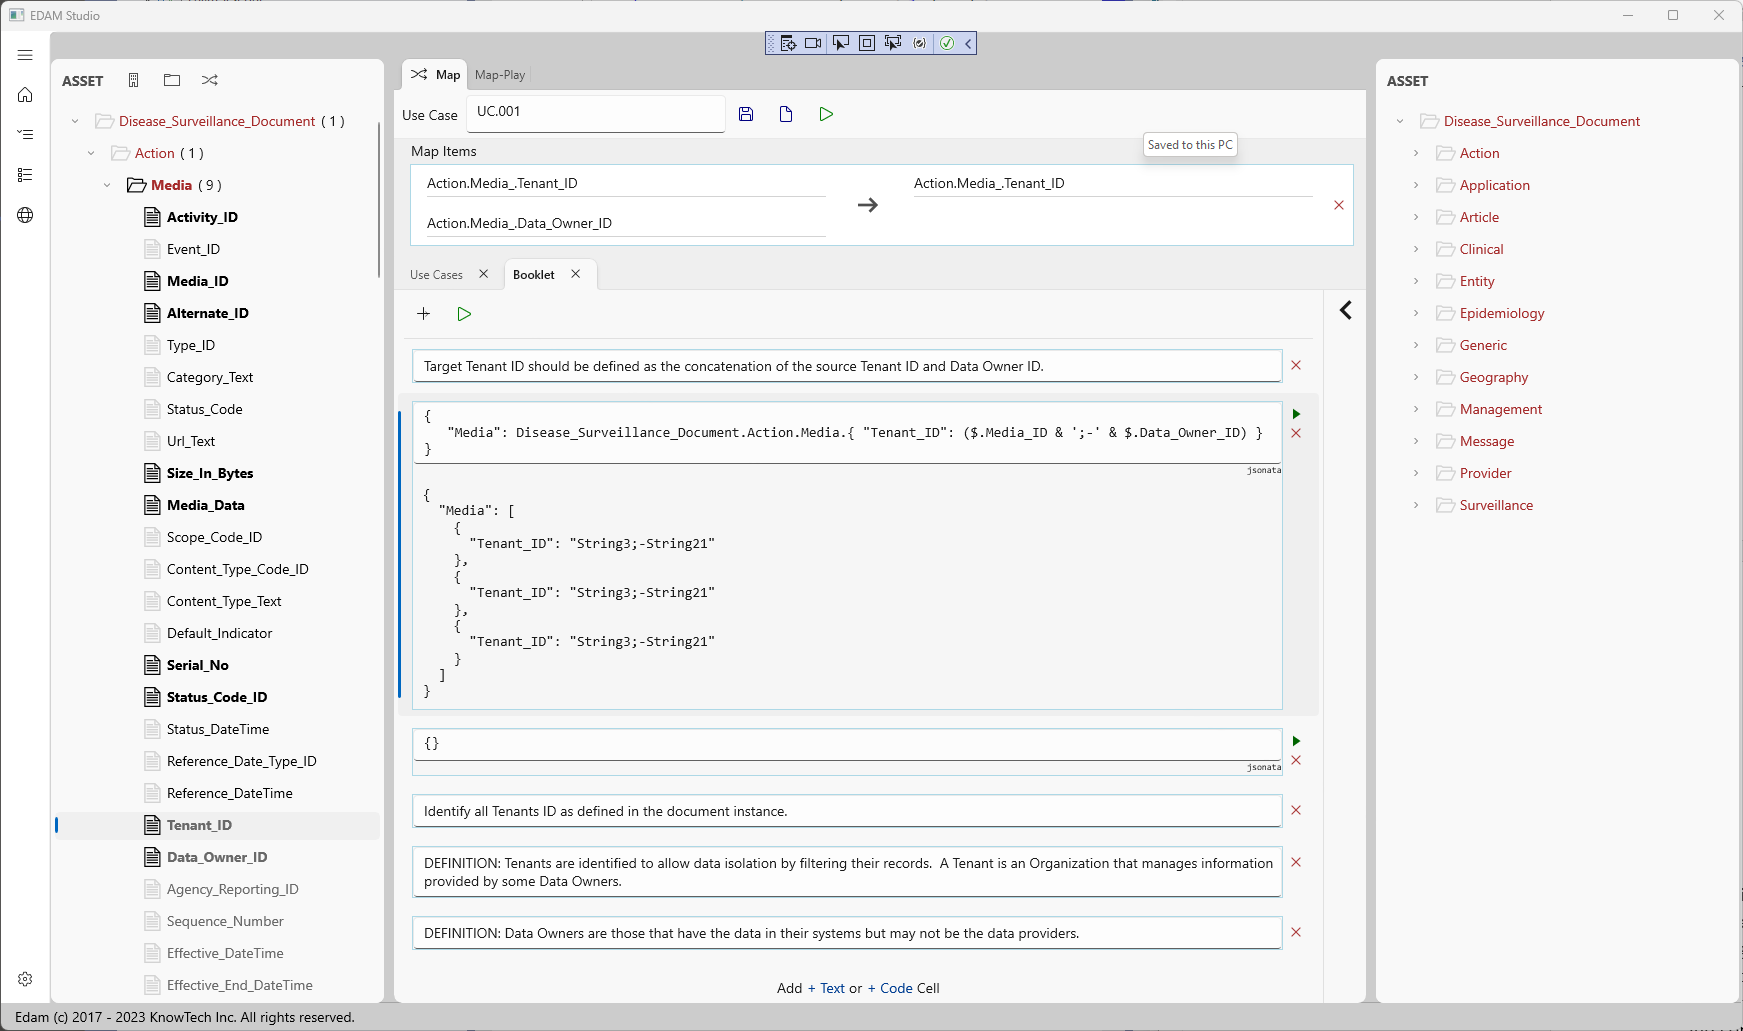 EDAM Studio
ASSET
Disease_Surveillance_Document ( 1 )
Action ( 1 )
Media ( 9 )
Activity_ID
Event_ID
Media_ID
Alternate_ID
Type_ID
Category_Text
Status_Code
Url_Text
Size_In_Bytes
Media_Data
Scope_Code_ID
Content_Type_Code_ID
Content_Type_Text
Default_Indicator
Serial_No
Status_Code_ID
Status_DateTime
Reference_Date_Type_ID
Reference_DateTime
Tenant_ID
Data_Owner_ID
Agency_Reporting_ID
Sequence_Number
Effective_DateTime
Effective_End_DateTime
Map Map-Play
Use Case UC.001
Saved to this PC
Map Items
Action.Media_.Tenant_ID Action.Media_.Tenant_ID
Action.Media_.Data_Owner_ID
Use Cases Booklet
Target Tenant ID should be defined as the concatenation of the source Tenant ID and Data Owner ID.
{
"Media": Disease_Surveillance_Document.Action.Media.{ "Tenant_ID": ($.Media_ID & ';-' & $.Data_Owner_ID) }
}
jsonata
{
"Media": [
{
"Tenant_ID": "String3;-String21"
},
{
"Tenant_ID": "String3;-String21"
},
{
"Tenant_ID": "String3;-String21"
}
]
}
{}
jsonata
Identify all Tenants ID as defined in the document instance.
DEFINITION: Tenants are identified to allow data isolation by filtering their records.  A Tenant is an Organization that manages information
provided by some Data Owners.
DEFINITION: Data Owners are those that have the data in their systems but may not be the data providers.
Add + Text or + Code Cell
ASSET
Disease_Surveillance_Document
Action
Application
Article
Clinical
Entity
Epidemiology
Generic
Geography
Management
Message
Provider
Surveillance
Edam (c) 2017 - 2023 KnowTech Inc. All rights reserved.